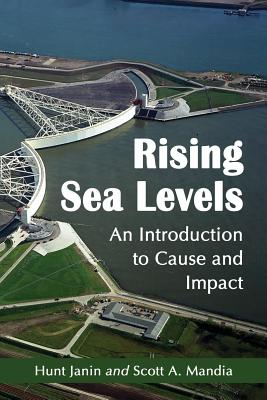 Rising
Sea Levels
An Introduction
to Cause and
Impact
Hunt Janin and Scott A. Mandia